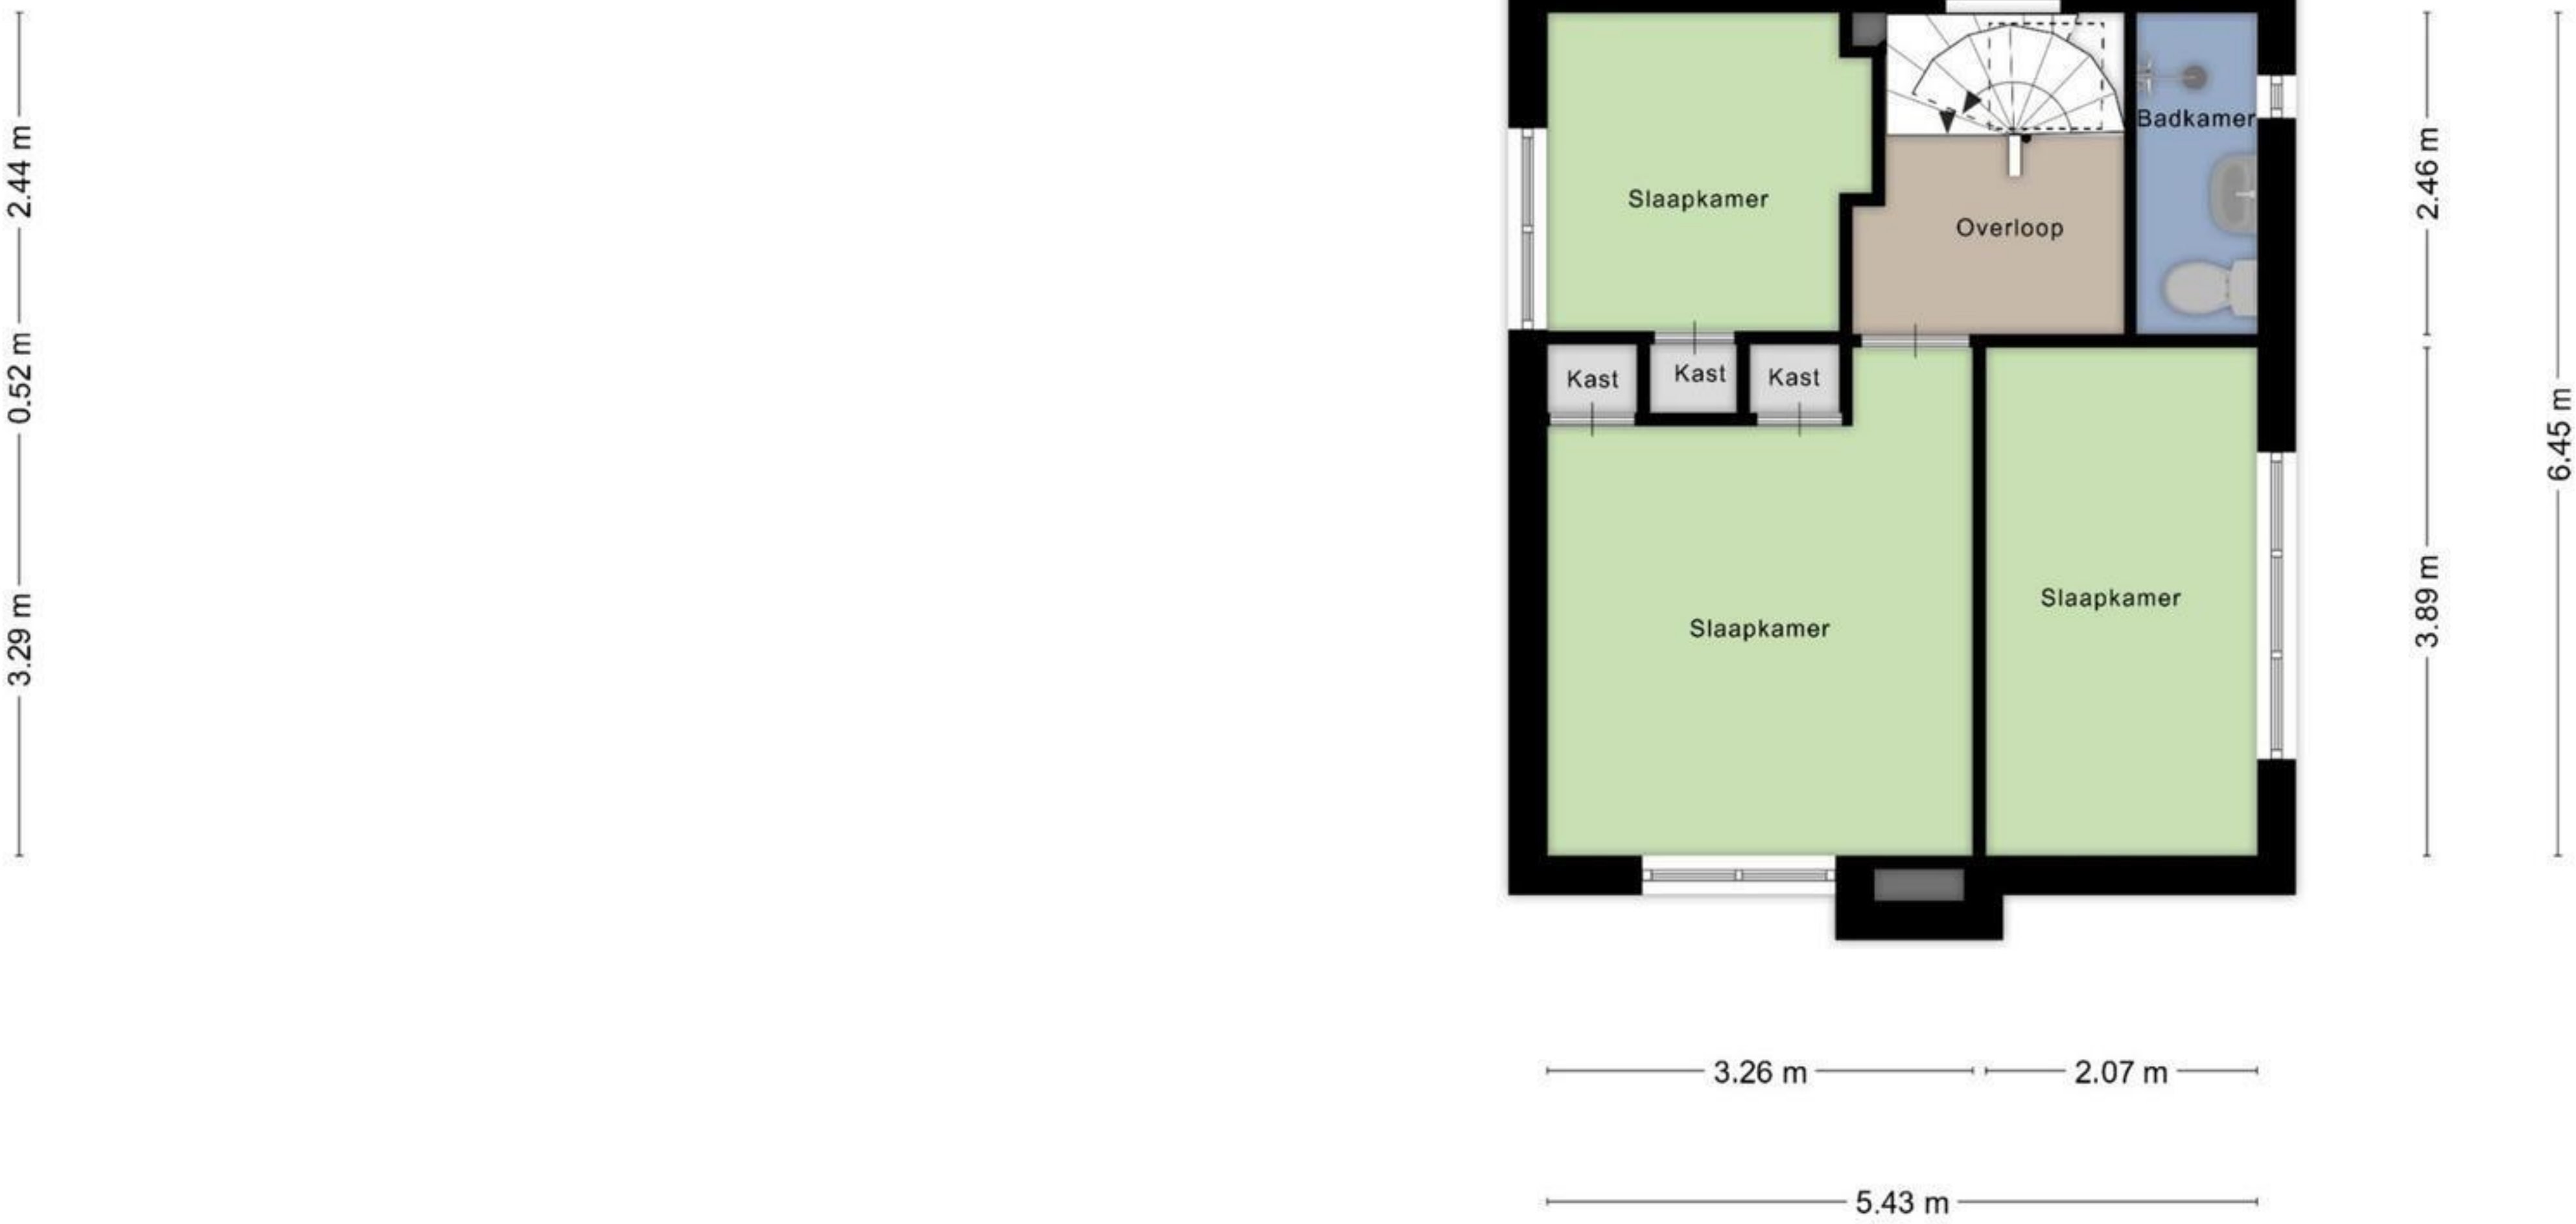 Badkamer
2.44 m
2.46 m
Slaapkamer
Overloop
0.52 m
Kast
Kast
Kast
6.45 m
3.29 m
3.89 m
Slaapkamer
Slaapkamer
3.26 m
2.07 m
5.43 m